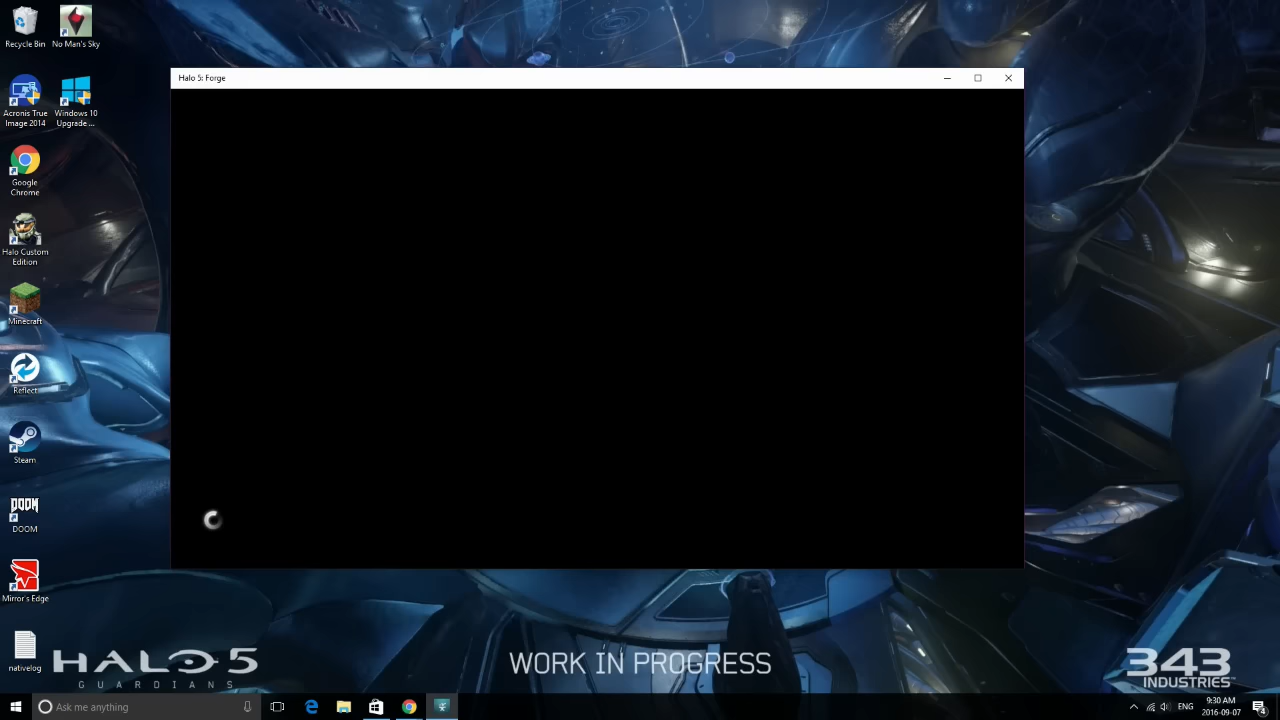 Recycle Bin
No Man's Sky
Halo 5: Forge
Acronis True
Image 2014
Windows 10
Upgrade ...
Google
Chrome
Halo Custom
Edition
Minecraft
Reflect
Steam
DOOM
DOOM
Mirror's Edge
nativelog
HALO 5
GUARDIANS
WORK IN PROGRESS
343
INDUSTRIES
Ask me anything
ENG
9:30 AM
2016-09-07
4